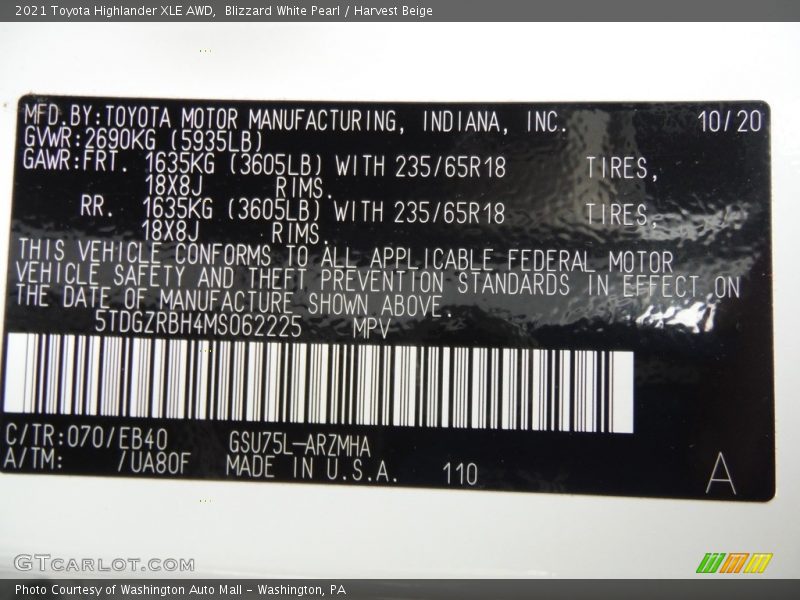 2021 Toyota Highlander XLE AWD,  Blizzard White Pearl / Harvest Beige
MFD.BY:TOYOTA MOTOR MANUFACTURING, INDIANA, INC. 10/20
GVWR:2690KG (5935LB)
GAWR:FRT. 1635KG (3605LB) WITH 235/65R18 TIRES,
18X8J RIMS.
RR. 1635KG (3605LB) WITH 235/65R18 TIRES,
18X8J RIMS.
THIS VEHICLE CONFORMS TO ALL APPLICABLE FEDERAL MOTOR
VEHICLE SAFETY AND THEFT PREVENTION STANDARDS IN EFFECT ON
THE DATE OF MANUFACTURE SHOWN ABOVE.
5TDGZRBH4MS062225 MPV
C/TR:070/EB40 GSU75L-ARZMHA
A/TM: /UA80F MADE IN U.S.A. 110 A
GTCARLOT.COM
Photo Courtesy of Washington Auto Mall - Washington, PA